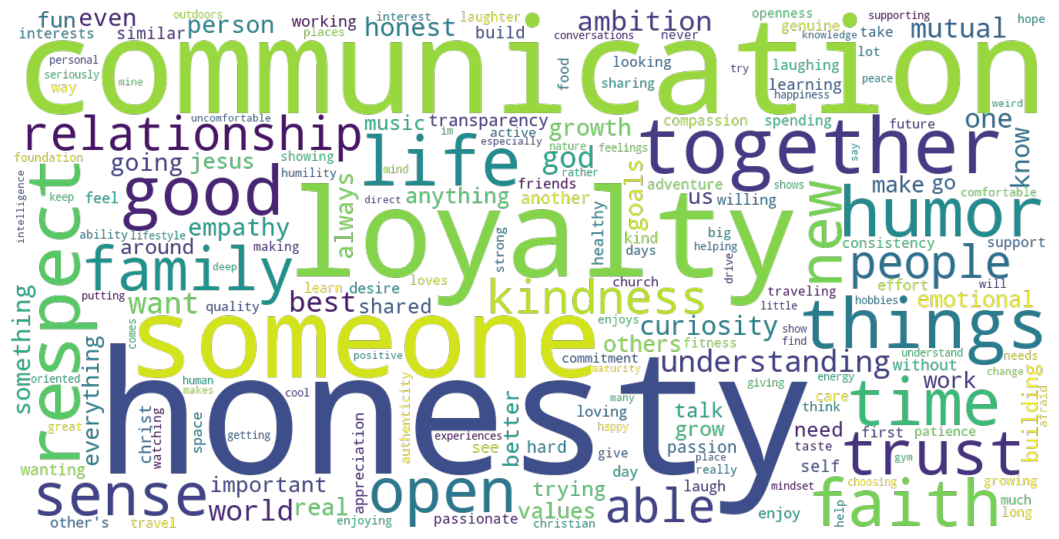 outdoors
interest
laughter
fun
even
person
working
places
honest
ambition
openness
supporting
hope
interests
similar
build
conversations
never
genuine
knowledge
take
lot
mutual
communication
personal
seriously
way
mine
food
looking
sharing
try
laughing
learning
happiness
peace
weird
uncomfortable
relationship
music
transparency
im
active
especially
growth
compassion
spending
together
future
say
one
know
foundation
going
jesus
showing
humility
life
mind
nature
feelings
rather
god
intelligence
respect
keep
feel
good
always
anything
friends
another
direct
goals
adventure
us
willing
shows
new
make
go
comfortable
humor
ability
lifestyle
empathy
around
making
loyalty
strong
healthy
kind
days
big
helping
drive
consistency
support
family
deep
learn
desire
loves
church
traveling
little
people
effort
will
putting
want
quality
best
shared
kindness
hobbies
emotional
something
comes
someone
enjoys
curiosity
others
fitness
show
find
things
everything
oriented
great
human
makes
positive
cool
commitment
maturity
understanding
giving
energy
without
understand
work
needs
change
afraid
wanting
christ
watching
space
getting
honesty
authenticity
experiences
see
better
loving
happy
many
talk
grow
hard
give
place
passion
really
day
need
think
care
time
first
patience
building
taste
self
trust
gym
choosing
growing
sense
important
world
real
appreciation
open
trying
values
able
laugh
mindset
enjoy
help
faith
much
long
other's
travel
enjoying
passionate
christian